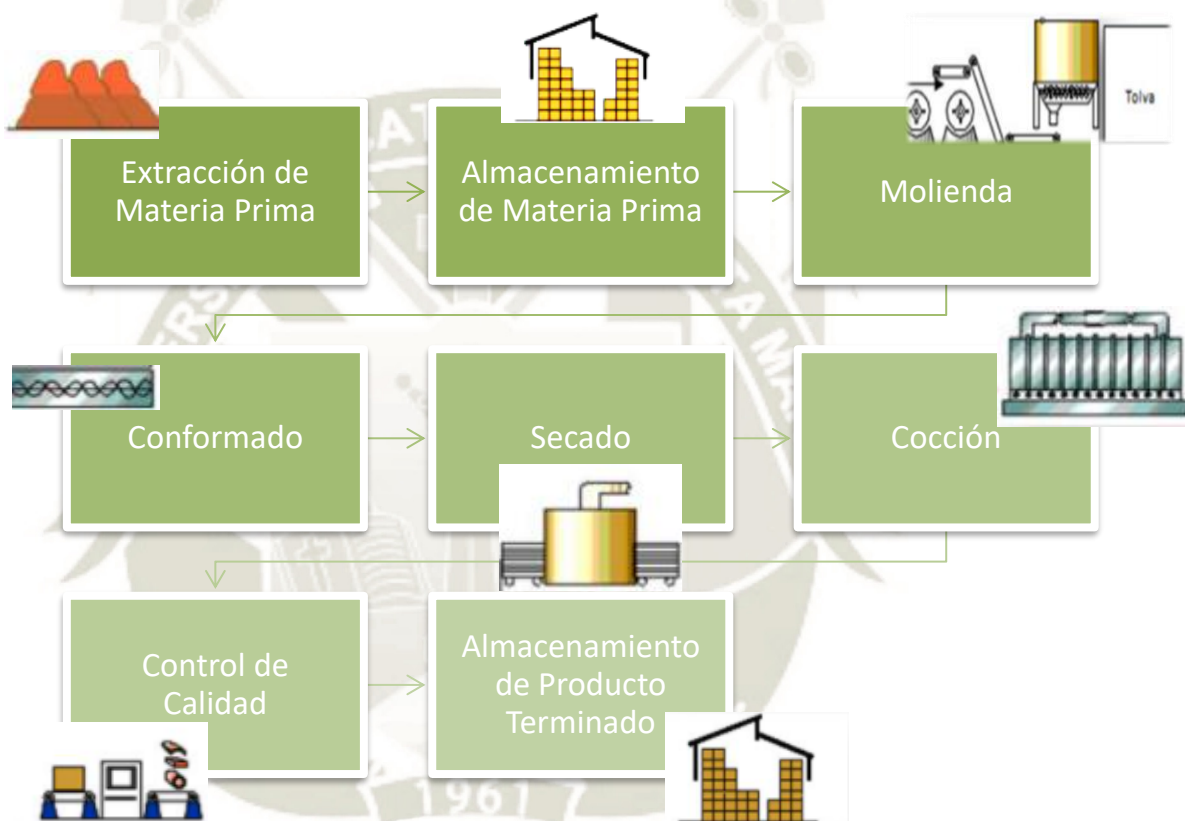 Tolva
Extracción de
Materia Prima
Almacenamiento
de Materia Prima
Molienda
Conformado
Secado
Cocción
Control de
Calidad
Almacenamiento
de Producto
Terminado
1961